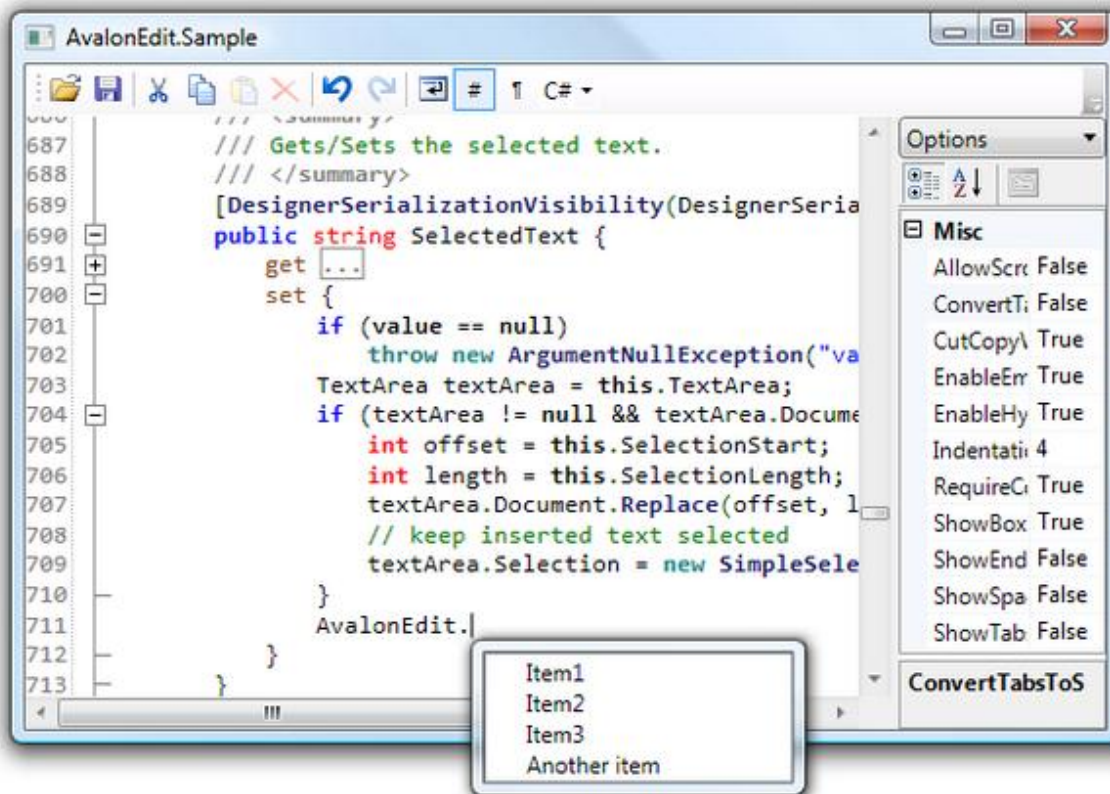 AvalonEdit.Sample
# ¶ C#
686 /// <summary>
687 /// Gets/Sets the selected text.
688 /// </summary>
689 [DesignerSerializationVisibility(DesignerSeria
690 public string SelectedText {
691 get ...
700 set {
701 if (value == null)
702 throw new ArgumentNullException("va
703 TextArea textArea = this.TextArea;
704 if (textArea != null && textArea.Docume
705 int offset = this.SelectionStart;
706 int length = this.SelectionLength;
707 textArea.Document.Replace(offset, l
708 // keep inserted text selected
709 textArea.Selection = new SimpleSele
710 }
711 AvalonEdit.
712 }
713 }
Item1
Item2
Item3
Another item
Options
AZ
Misc
AllowScr False
ConvertT False
CutCopy True
EnableEm True
EnableHy True
Indentati 4
RequireC True
ShowBox True
ShowEnd False
ShowSpa False
ShowTab False
ConvertTabsToS